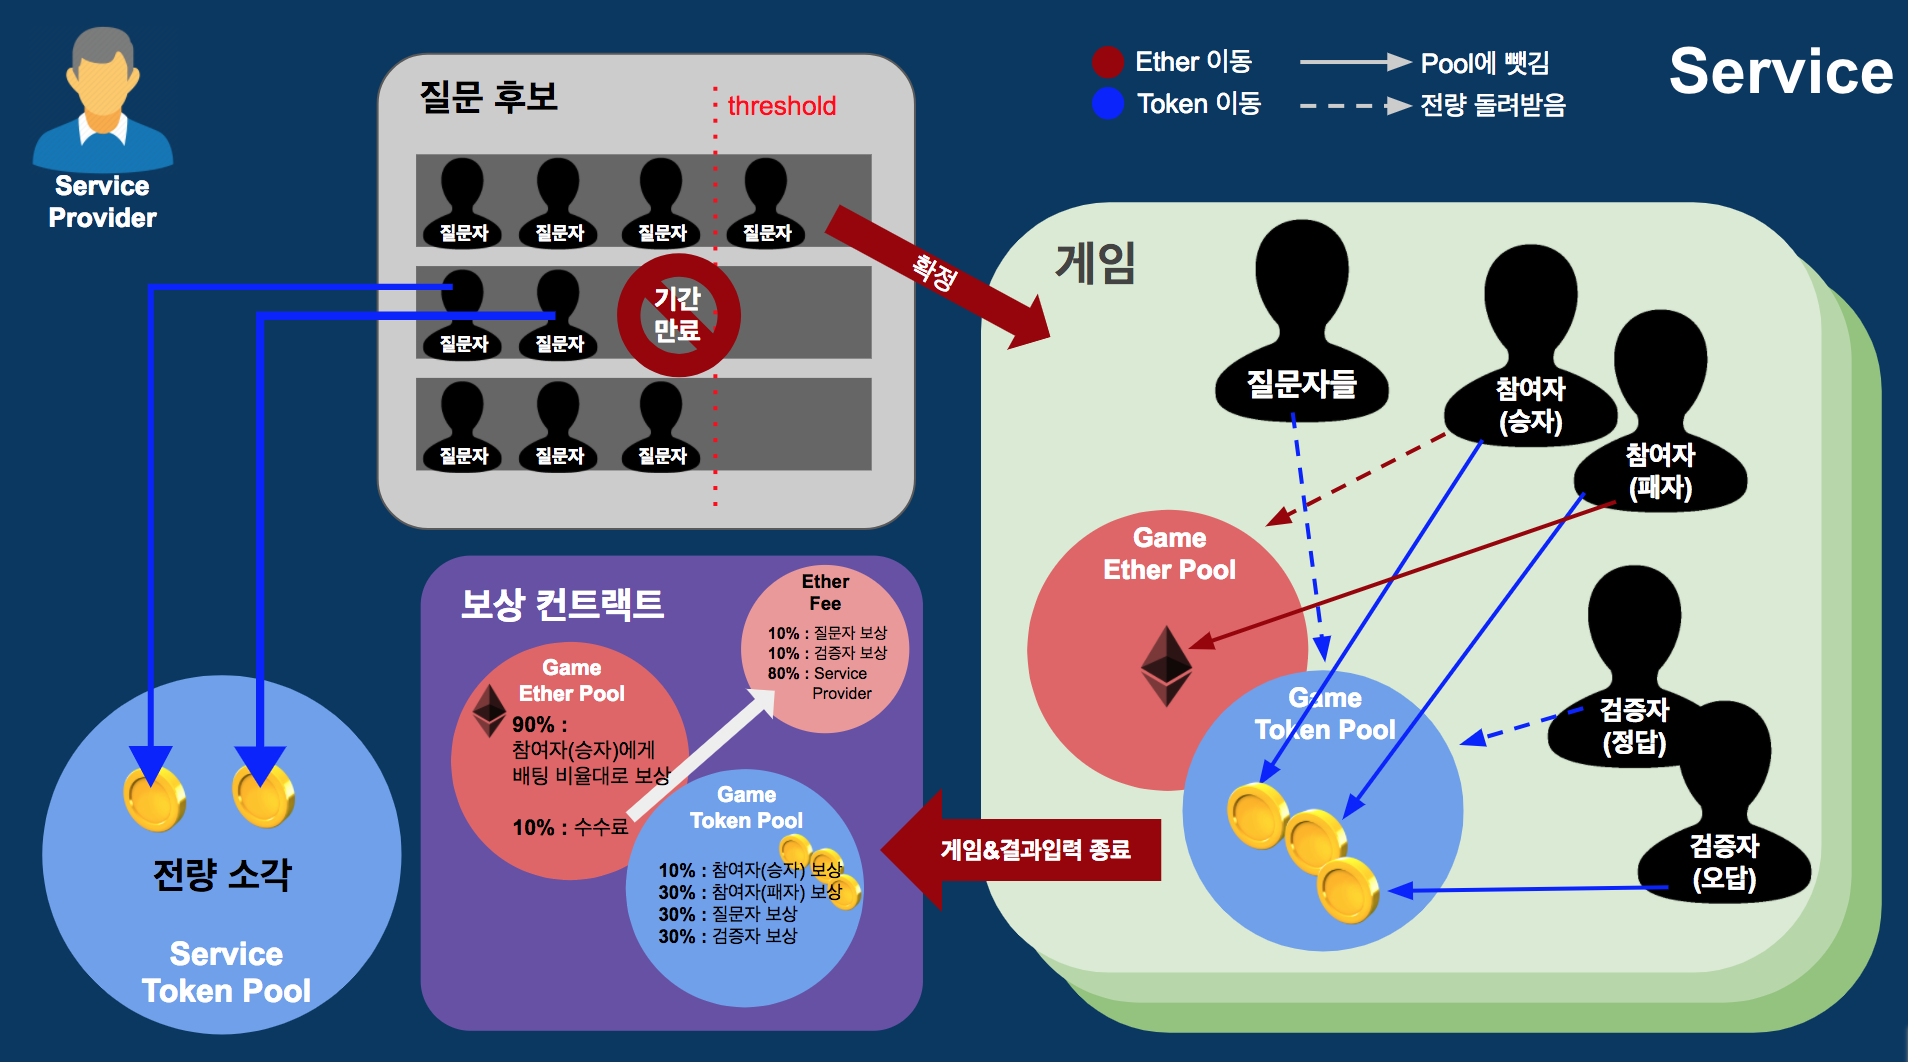 Service
Provider
질문 후보
threshold
Ether 이동
Pool에 뺏김
Token 이동
전량 돌려받음
Service
질문자
질문자
질문자
질문자
확정
기간
만료
질문자
질문자
질문자
질문자
질문자
게임
질문자들
참여자
(승자)
참여자
(패자)
Game
Ether Pool
Game
Token Pool
검증자
(정답)
검증자
(오답)
게임&결과입력 종료
보상 컨트랙트
Ether
Fee
10% : 질문자 보상
10% : 검증자 보상
80% : Service
Provider
Game
Ether Pool
90% :
참여자(승자)에게
배팅 비율대로 보상
10% : 수수료
Game
Token Pool
10% : 참여자(승자) 보상
30% : 참여자(패자) 보상
30% : 질문자 보상
30% : 검증자 보상
전량 소각
Service
Token Pool